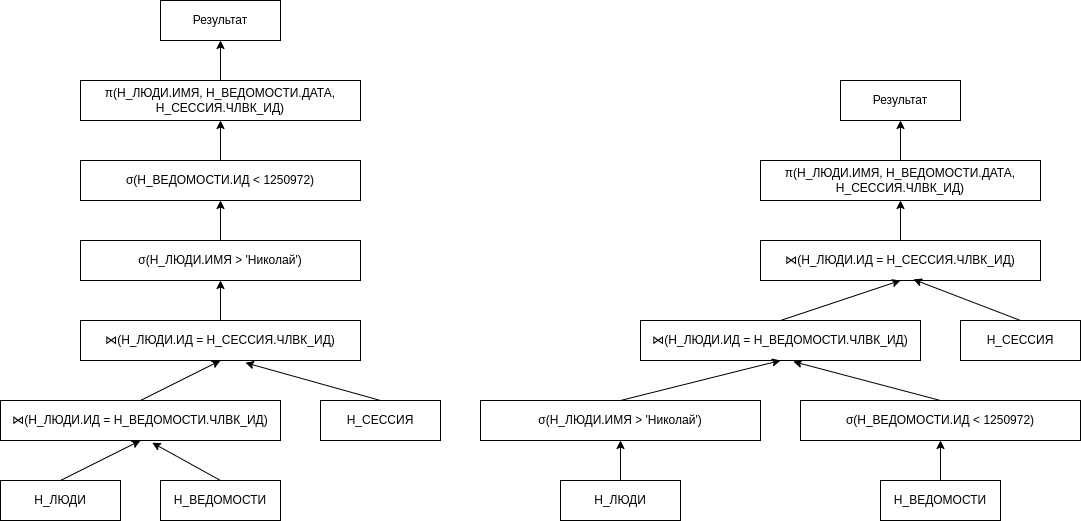 Результат
π(Н_ЛЮДИ.ИМЯ, Н_ВЕДОМОСТИ.ДАТА,
Н_СЕССИЯ.ЧЛВК_ИД)
σ(Н_ВЕДОМОСТИ.ИД < 1250972)
σ(Н_ЛЮДИ.ИМЯ > 'Николай')
⋈(Н_ЛЮДИ.ИД = Н_СЕССИЯ.ЧЛВК_ИД)
⋈(Н_ЛЮДИ.ИД = Н_ВЕДОМОСТИ.ЧЛВК_ИД)
Н_СЕССИЯ
Н_ЛЮДИ
Н_ВЕДОМОСТИ
Результат
π(Н_ЛЮДИ.ИМЯ, Н_ВЕДОМОСТИ.ДАТА,
Н_СЕССИЯ.ЧЛВК_ИД)
⋈(Н_ЛЮДИ.ИД = Н_СЕССИЯ.ЧЛВК_ИД)
⋈(Н_ЛЮДИ.ИД = Н_ВЕДОМОСТИ.ЧЛВК_ИД)
Н_СЕССИЯ
σ(Н_ЛЮДИ.ИМЯ > 'Николай')
σ(Н_ВЕДОМОСТИ.ИД < 1250972)
Н_ЛЮДИ
Н_ВЕДОМОСТИ